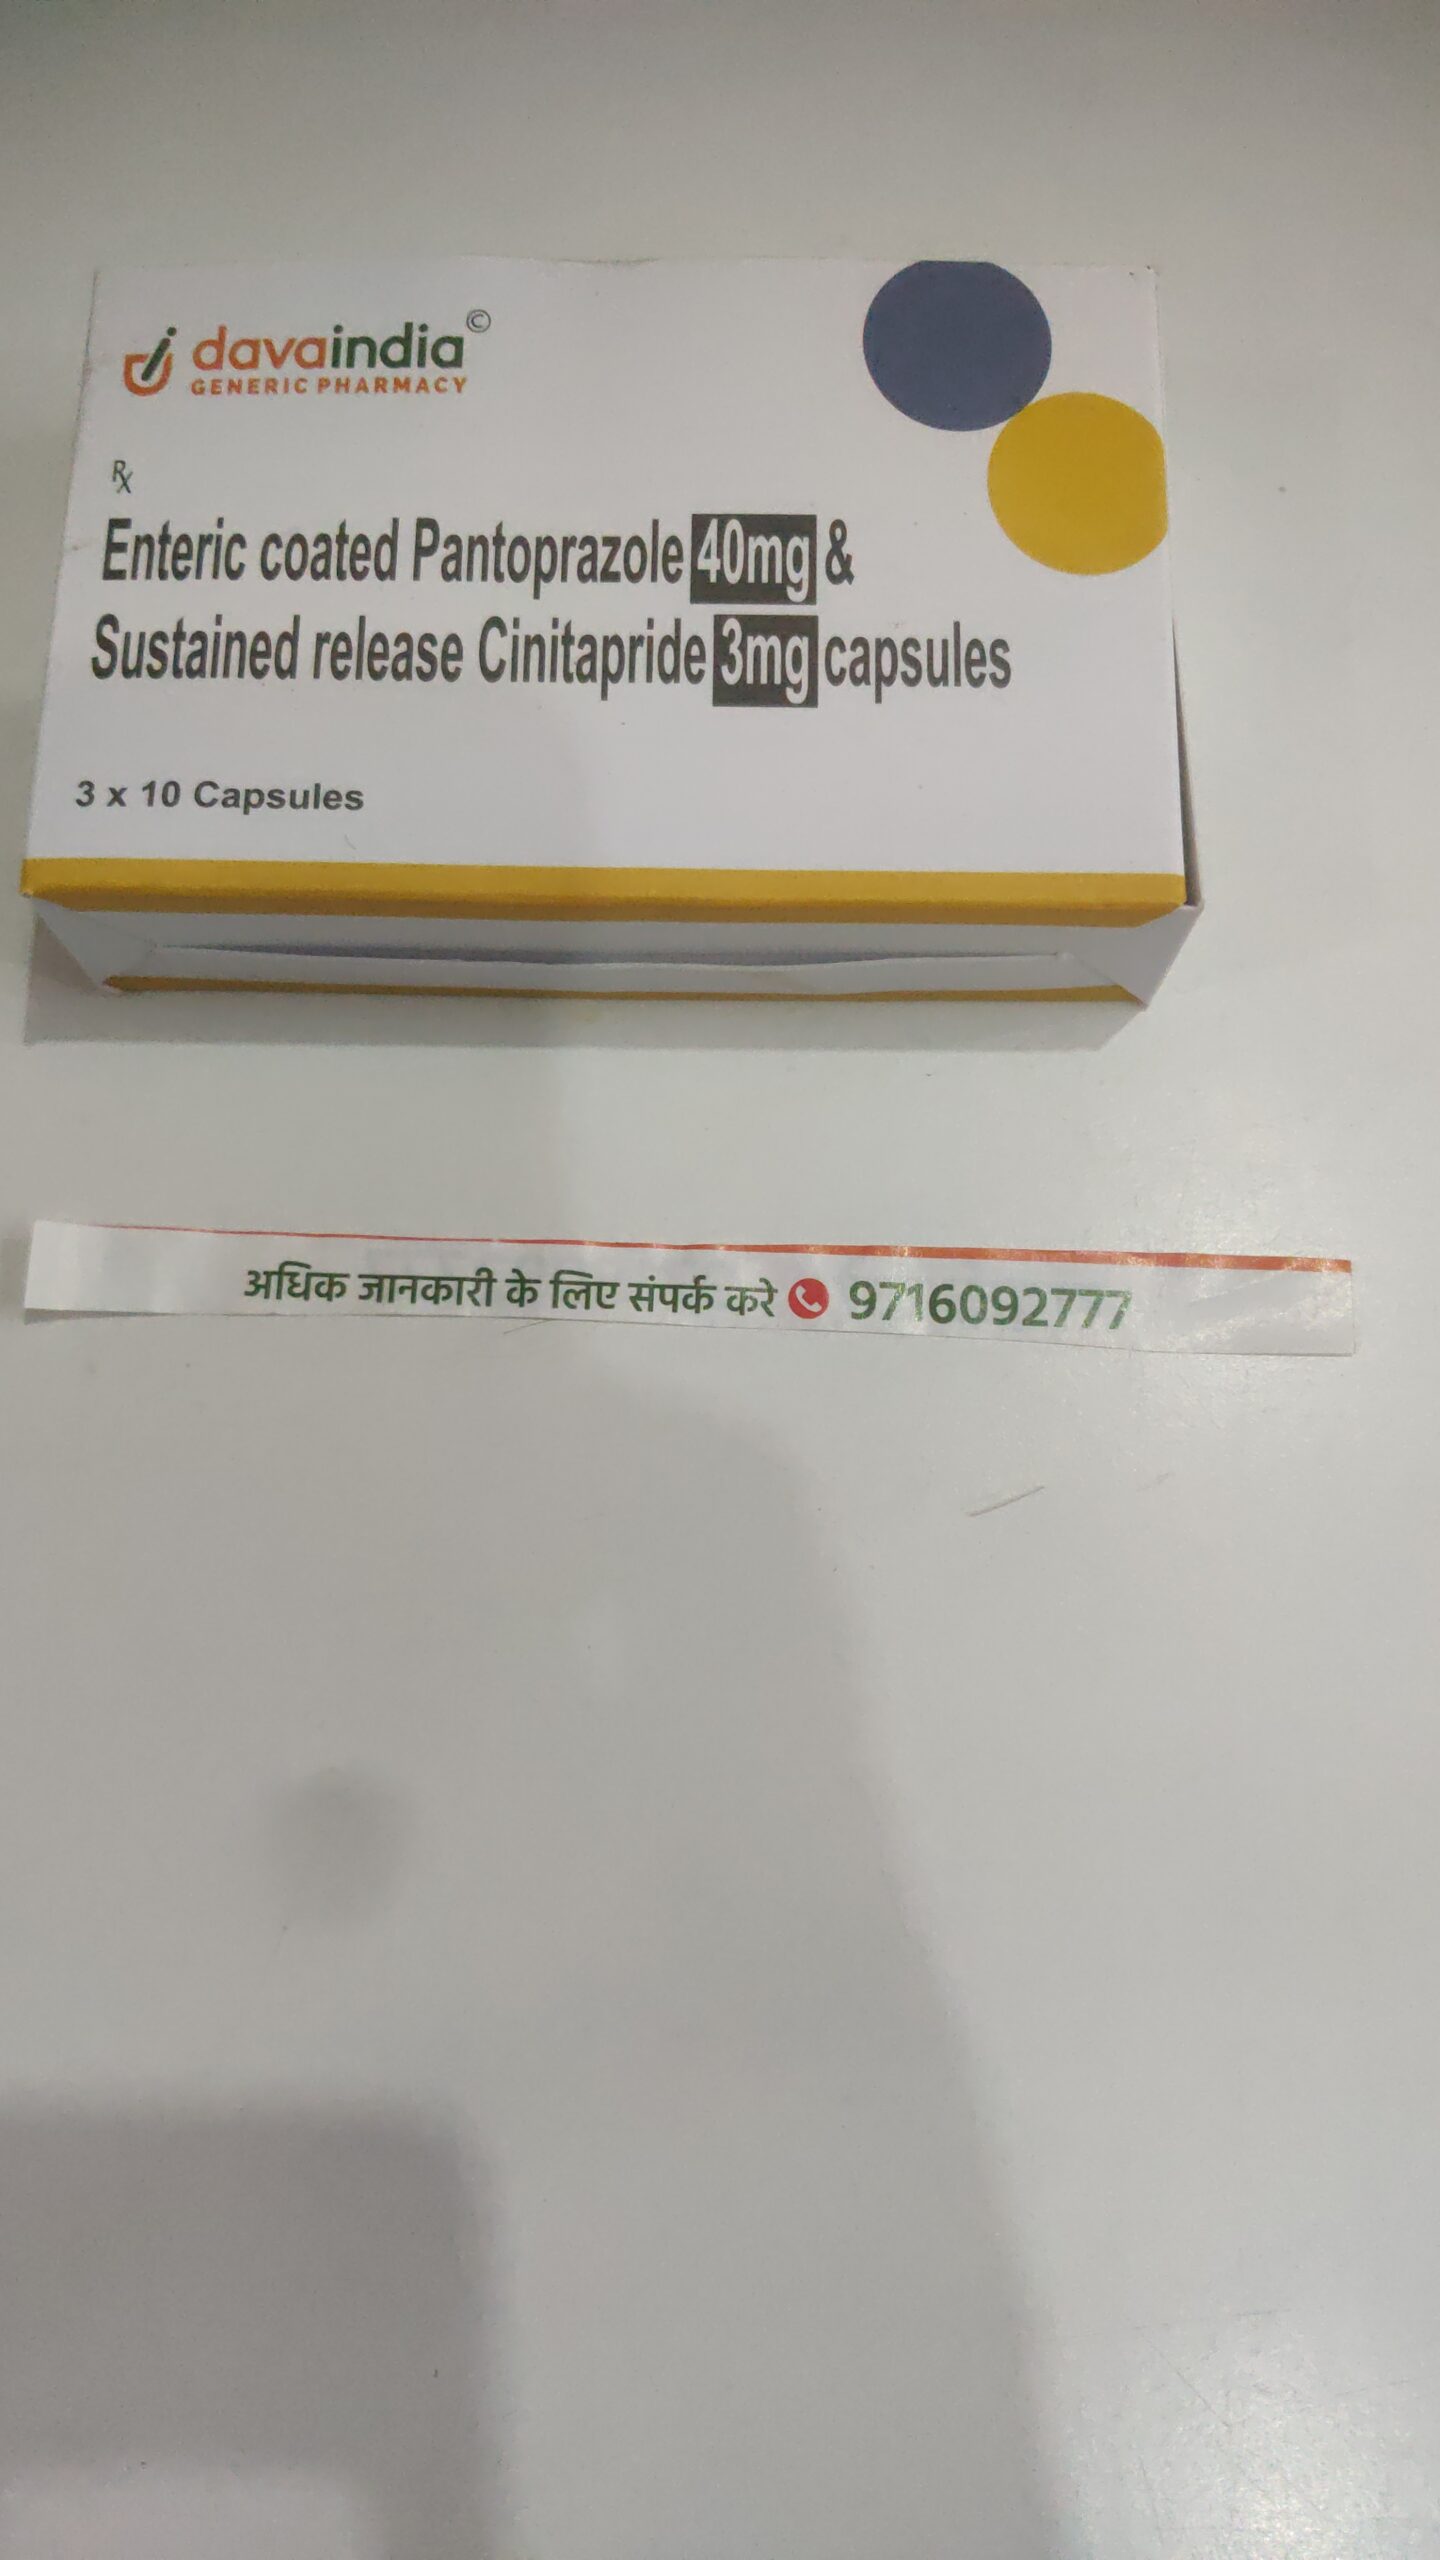 davaindia©
GENERIC PHARMACY
Rx
Enteric coated Pantoprazole 40mg &
Sustained release Cinitapride 3mg capsules
3 x 10 Capsules
अधिक जानकारी के लिए संपर्क करे 9716092777